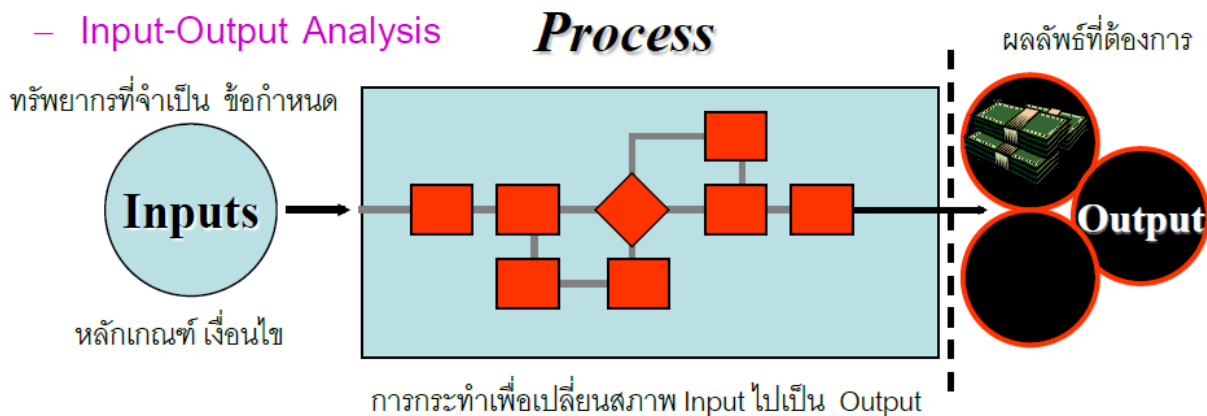 – Input-Output Analysis
Process
ผลลัพธ์ที่ต้องการ
ทรัพยากรที่จำเป็น ข้อกำหนด
Inputs
Output
หลักเกณฑ์ เงื่อนไข
การกระทำเพื่อเปลี่ยนสภาพ Input ไปเป็น Output